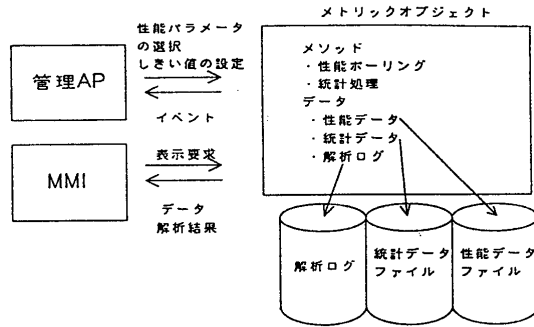 メトリックオブジェクト
性能パラメータ
の選択
しきい値の設定
管理AP
イベント
メソッド
・性能ポーリング
・統計処理
データ
・性能データ
・統計データ
・解析ログ
表示要求
MMI
データ
解析結果
解析ログ
統計データ
ファイル
性能データ
ファイル